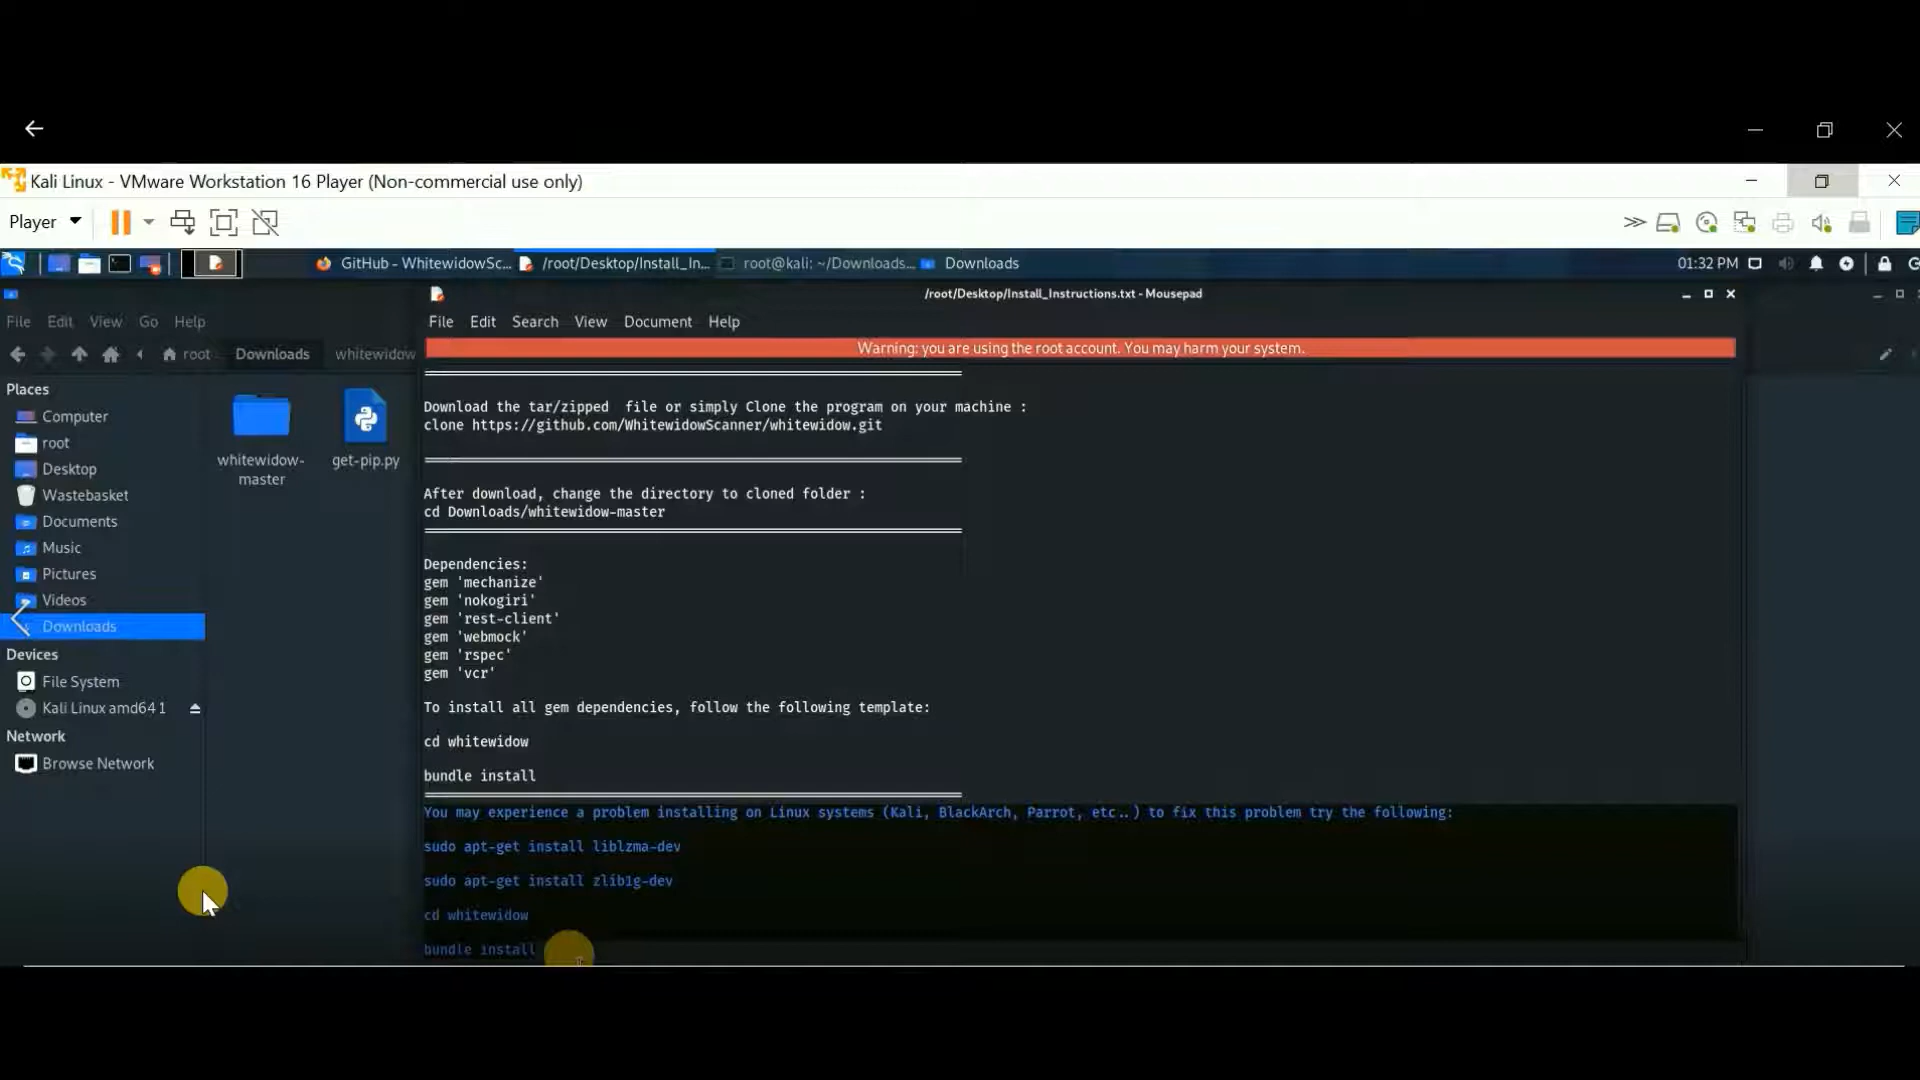 Kali Linux - VMware Workstation 16 Player (Non-commercial use only)
Player
GitHub - WhitewidowSc...
/root/Desktop/Install_In...
root@kali: ~/Downloads...
Downloads
01:32 PM
/root/Desktop/Install_Instructions.txt - Mousepad
File Edit View Go Help
File Edit Search View Document Help
root Downloads whitewidow
Warning: you are using the root account. You may harm your system.
Places
Computer
root
Desktop
Wastebasket
Documents
Music
Pictures
Videos
Downloads
Devices
File System
Kali Linux amd64 1
Network
Browse Network
whitewidow-
master
get-pip.py
Download the tar/zipped file or simply Clone the program on your machine :
clone https://github.com/WhitewidowScanner/whitewidow.git
After download, change the directory to cloned folder :
cd Downloads/whitewidow-master
Dependencies:
gem 'mechanize'
gem 'nokogiri'
gem 'rest-client'
gem 'webmock'
gem 'rspec'
gem 'vcr'
To install all gem dependencies, follow the following template:
cd whitewidow
bundle install
You may experience a problem installing on Linux systems (Kali, BlackArch, Parrot, etc..) to fix this problem try the following:
sudo apt-get install liblzma-dev
sudo apt-get install zlib1g-dev
cd whitewidow
bundle install